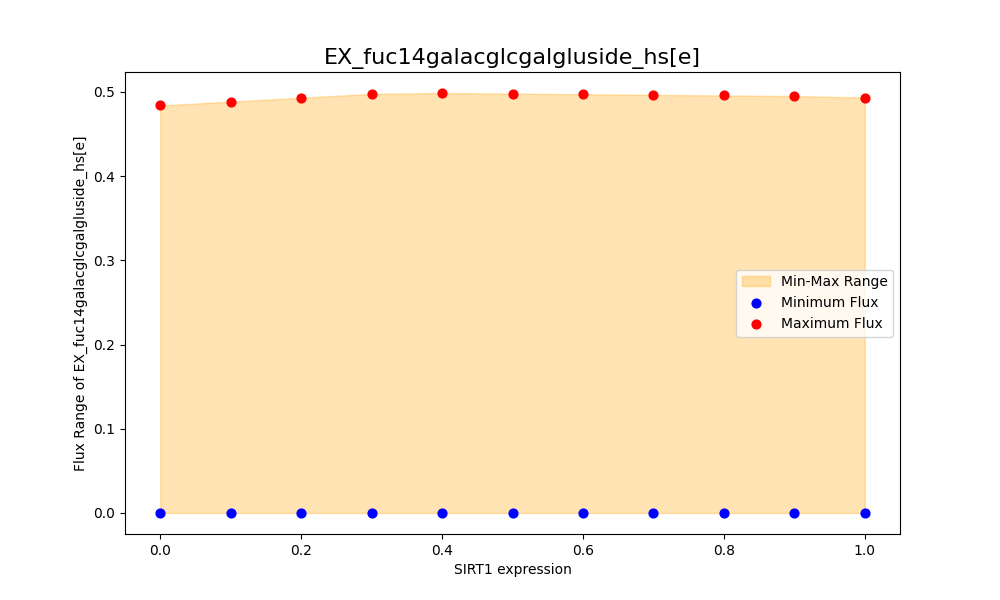 EX_fuc14galacglcgalgluside_hs[e]
Flux Range of EX_fuc14galacglcgalgluside_hs[e]
0.5
0.4
0.3
0.2
0.1
0.0
Min-Max Range
Minimum Flux
Maximum Flux
0.0 0.2 0.4 0.6 0.8 1.0
SIRT1 expression